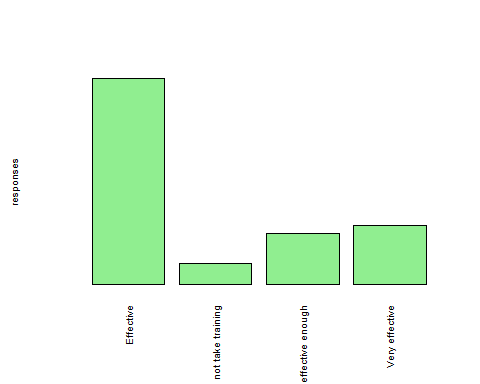 responses
Effective
not take training
effective enough
Very effective